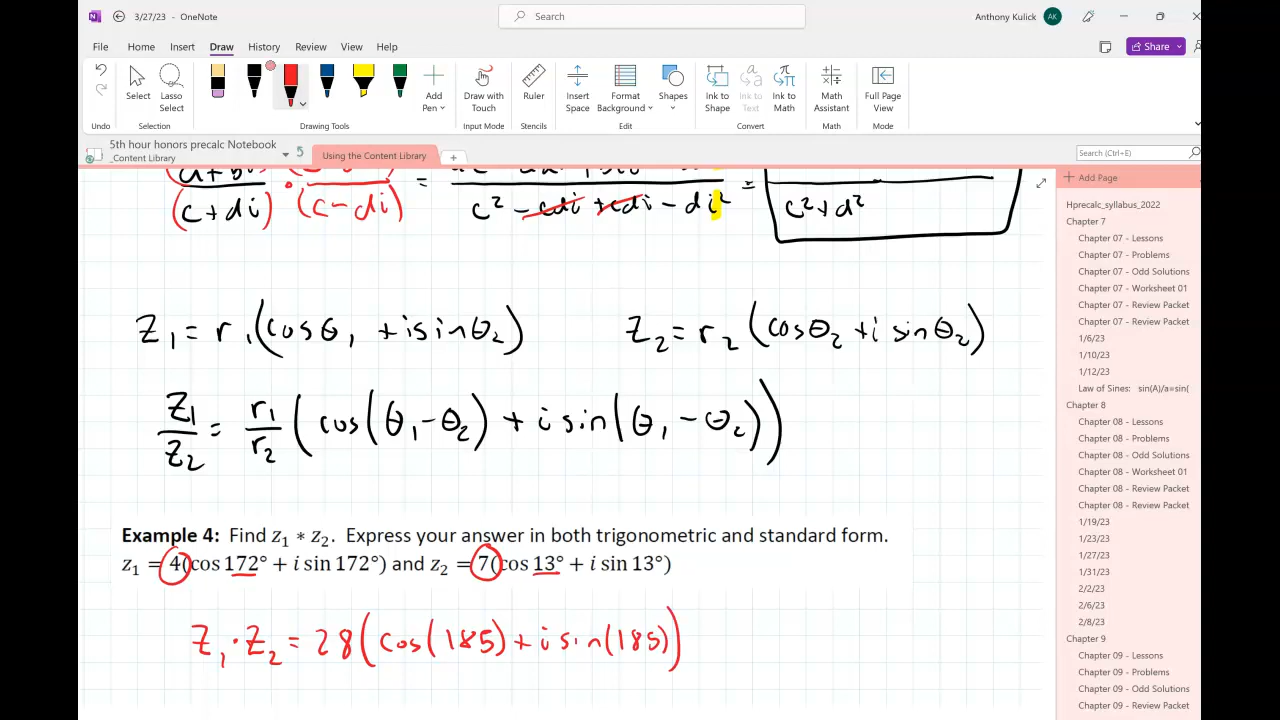 3/27/23 - OneNote
Search
Anthony Kulick
AK
File Home Insert Draw History Review View Help
Share
Undo
Select
Lasso Select
Selection
Add Pen
Drawing Tools
Draw with Touch
Input Mode
Ruler
Stencils
Insert Space
Format Background
Shapes
Edit
Ink to Shape
Ink to Text
Ink to Math
Convert
Math Assistant
Math
Full Page View
Mode
5th hour honors precalc Notebook
_Content Library
Using the Content Library
Search (Ctrl+E)
Add Page
Hprecalc_syllabus_2022
Chapter 7
Chapter 07 - Lessons
Chapter 07 - Problems
Chapter 07 - Odd Solutions
Chapter 07 - Worksheet 01
Chapter 07 - Review Packet
Chapter 07 - Review Packet
1/6/23
1/10/23
1/12/23
Law of Sines: sin(A)/a=sin(
Chapter 8
Chapter 08 - Lessons
Chapter 08 - Problems
Chapter 08 - Odd Solutions
Chapter 08 - Worksheet 01
Chapter 08 - Review Packet
Chapter 08 - Review Packet
1/19/23
1/23/23
1/27/23
1/31/23
2/2/23
2/6/23
2/8/23
Chapter 9
Chapter 09 - Lessons
Chapter 09 - Problems
Chapter 09 - Odd Solutions
Chapter 09 - Review Packet
(c+di) · (c-di) = c² - cdi + cdi - di² = c²+d²
z₁ = r₁(cosθ₁ + i sinθ₂) z₂ = r₂(cosθ₂ + i sinθ₂)
z₁/z₂ = r₁/r₂ (cos(θ₁-θ₂) + i sin(θ₁-θ₂))
Example 4: Find z₁ * z₂. Express your answer in both trigonometric and standard form.
z₁ = 4(cos 172° + i sin 172°) and z₂ = 7(cos 13° + i sin 13°)
z₁·z₂ = 28(cos(185) + i sin(185))